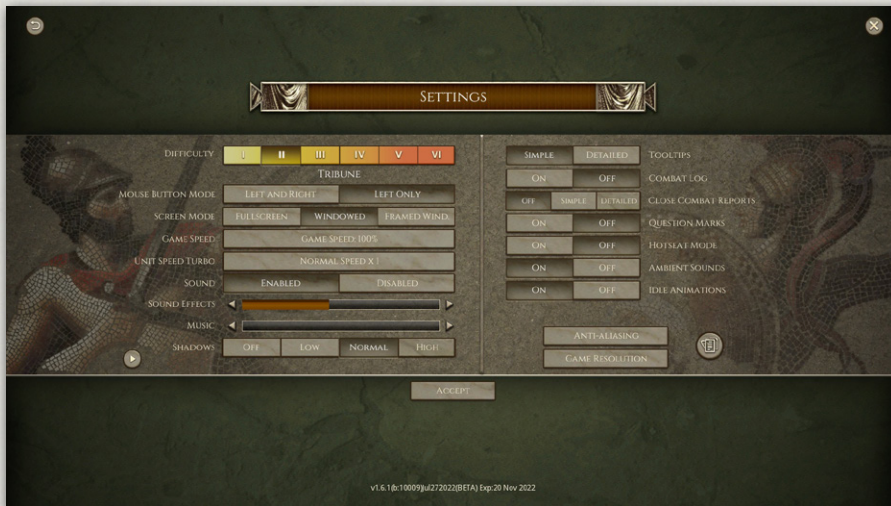 SETTINGS
DIFFICULTY I II III IV V VI
TRIBUNE
MOUSE BUTTON MODE LEFT AND RIGHT LEFT ONLY
SCREEN MODE FULLSCREEN WINDOWED FRAMED WIND.
GAME SPEED GAME SPEED: 100%
UNIT SPEED TURBO NORMAL SPEED X 1
SOUND ENABLED DISABLED
SOUND EFFECTS
MUSIC
SHADOWS OFF LOW NORMAL HIGH
SIMPLE DETAILED TOOLTIPS
ON OFF COMBAT LOG
OFF SIMPLE DETAILED CLOSE COMBAT REPORTS
ON OFF QUESTION MARKS
ON OFF HOTSEAT MODE
ON OFF AMBIENT SOUNDS
ON OFF IDLE ANIMATIONS
ANTI-ALIASING
GAME RESOLUTION
ACCEPT
v1.6.1(b:10009)Jul272022(BETA) Exp:20 Nov 2022